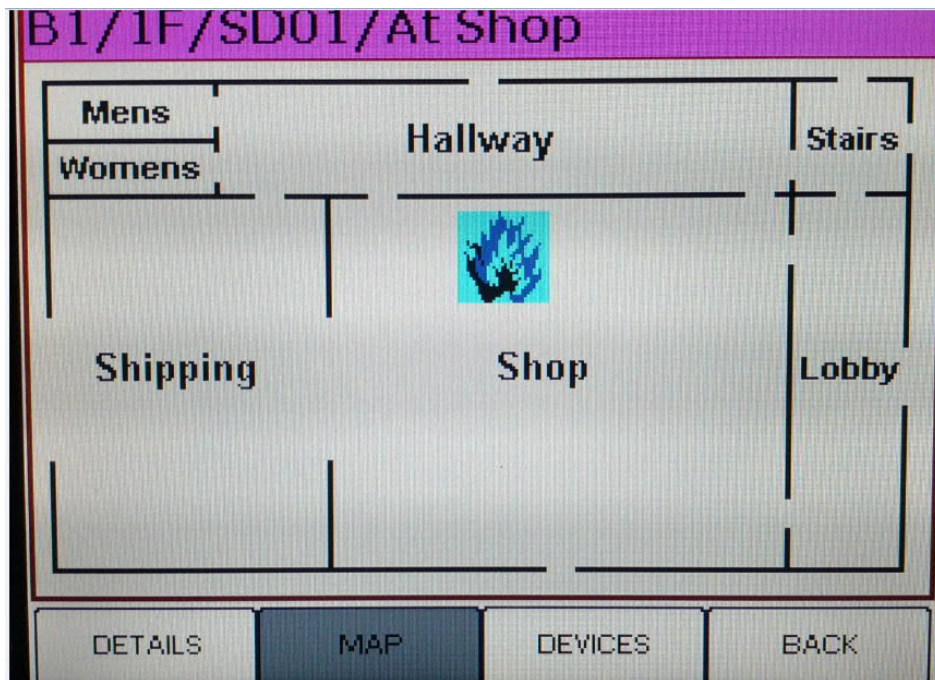 B1/1F/SD01/At Shop
Mens
Hallway
Stairs
Womens
Shipping
Shop
Lobby
DETAILS
MAP
DEVICES
BACK